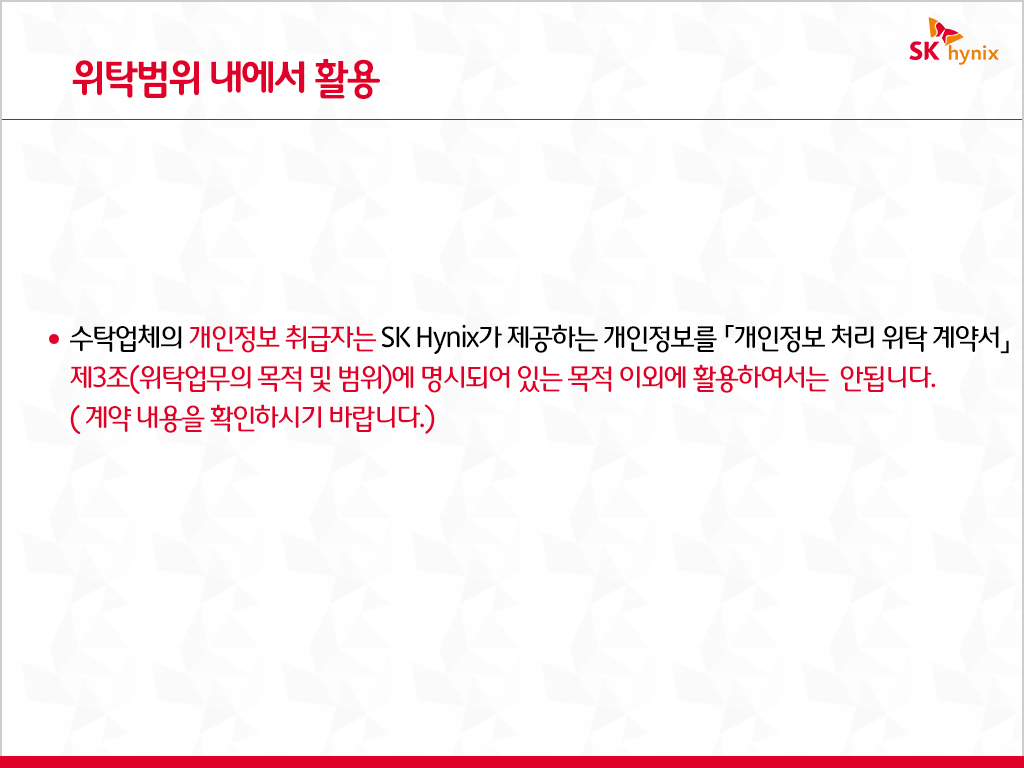 위탁범위 내에서 활용
SK hynix
• 수탁업체의 개인정보 취급자는 SK Hynix가 제공하는 개인정보를 「개인정보 처리 위탁 계약서」
제3조(위탁업무의 목적 및 범위)에 명시되어 있는 목적 이외에 활용하여서는 안됩니다.
( 계약 내용을 확인하시기 바랍니다.)